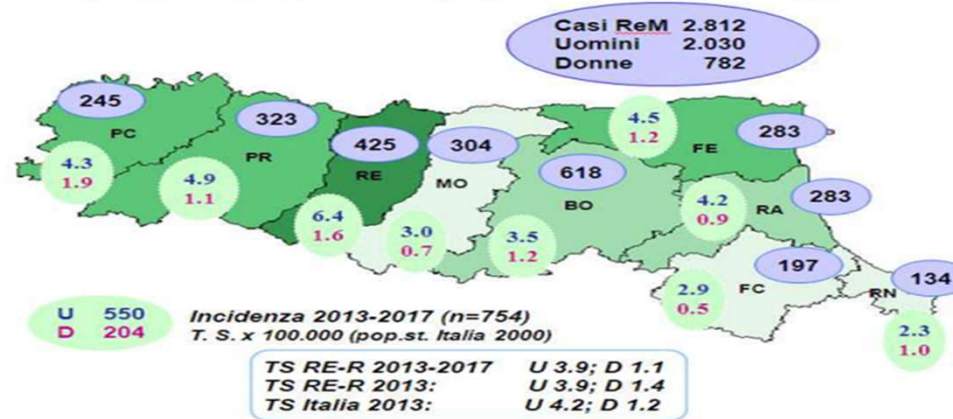 Casi ReM 2.812
Uomini 2.030
Donne 782
245
PC
4.3
1.9
323
PR
4.9
1.1
425
RE
6.4
1.6
304
MO
3.0
0.7
618
BO
3.5
1.2
4.5
1.2
FE
283
4.2
0.9
RA
283
197
FC
2.9
0.5
134
RN
2.3
1.0
U 550
D 204
Incidenza 2013-2017 (n=754)
T. S. x 100.000 (pop.st. Italia 2000)
TS RE-R 2013-2017 U 3.9; D 1.1
TS RE-R 2013: U 3.9; D 1.4
TS Italia 2013: U 4.2; D 1.2